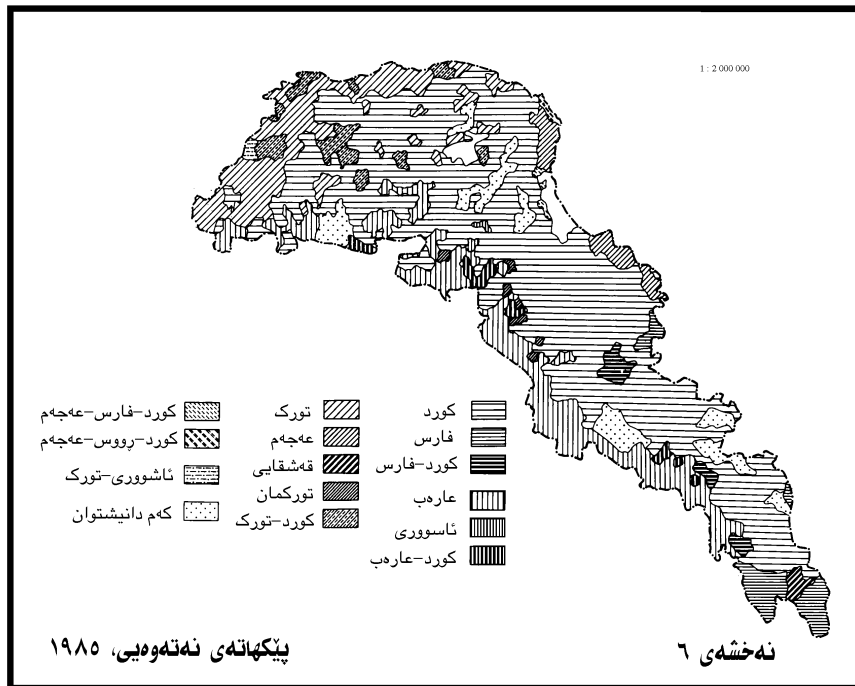 1 : 2 000 000
کورد
فارس
کورد–فارس
عارەب
ئاسووری
کورد–عارەب
تورک
عەجەم
قەشقایی
تورکمان
کورد–تورک
کورد–فارس–عەجەم
کورد–ڕووس–عەجەم
ئاشووری–تورک
کەم دانیشتوان
نەخشەی ٦
پێکهاتەی نەتەوەیی، ١٩٨٥